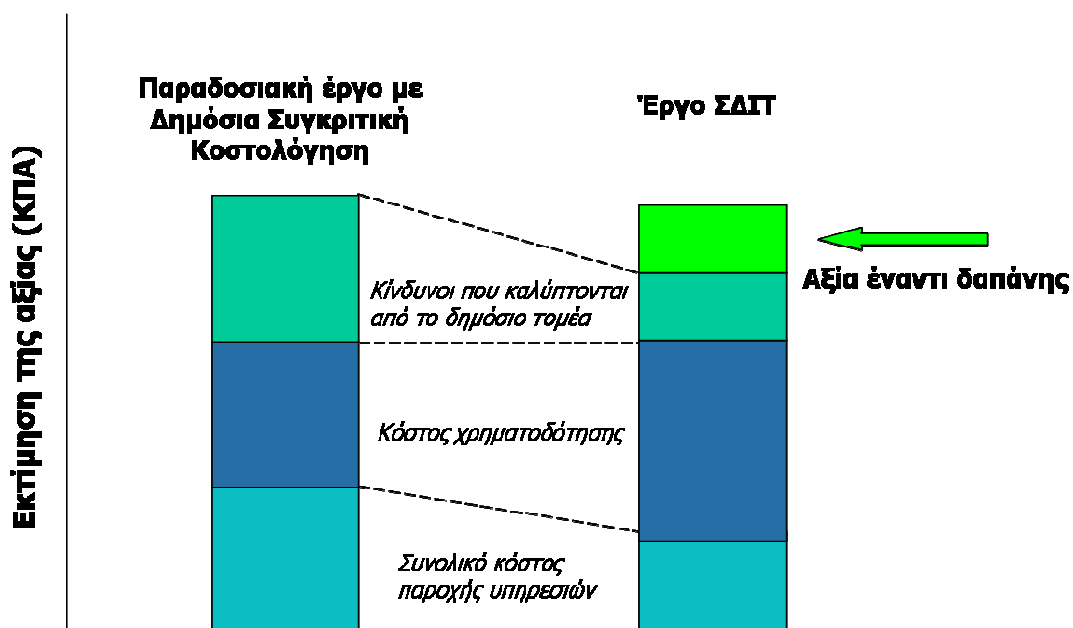 Παραδοσιακή έργο με
Δημόσια Συγκριτική
Κοστολόγηση
Έργο ΣΔΙΤ
Εκτίμηση της αξίας (ΚΠΑ)
Αξία έναντι δαπάνης
Κίνδυνοι που καλύπτονται
από το δημόσιο τομέα
Κόστος χρηματοδότησης
Συνολικό κόστος
παροχής υπηρεσιών